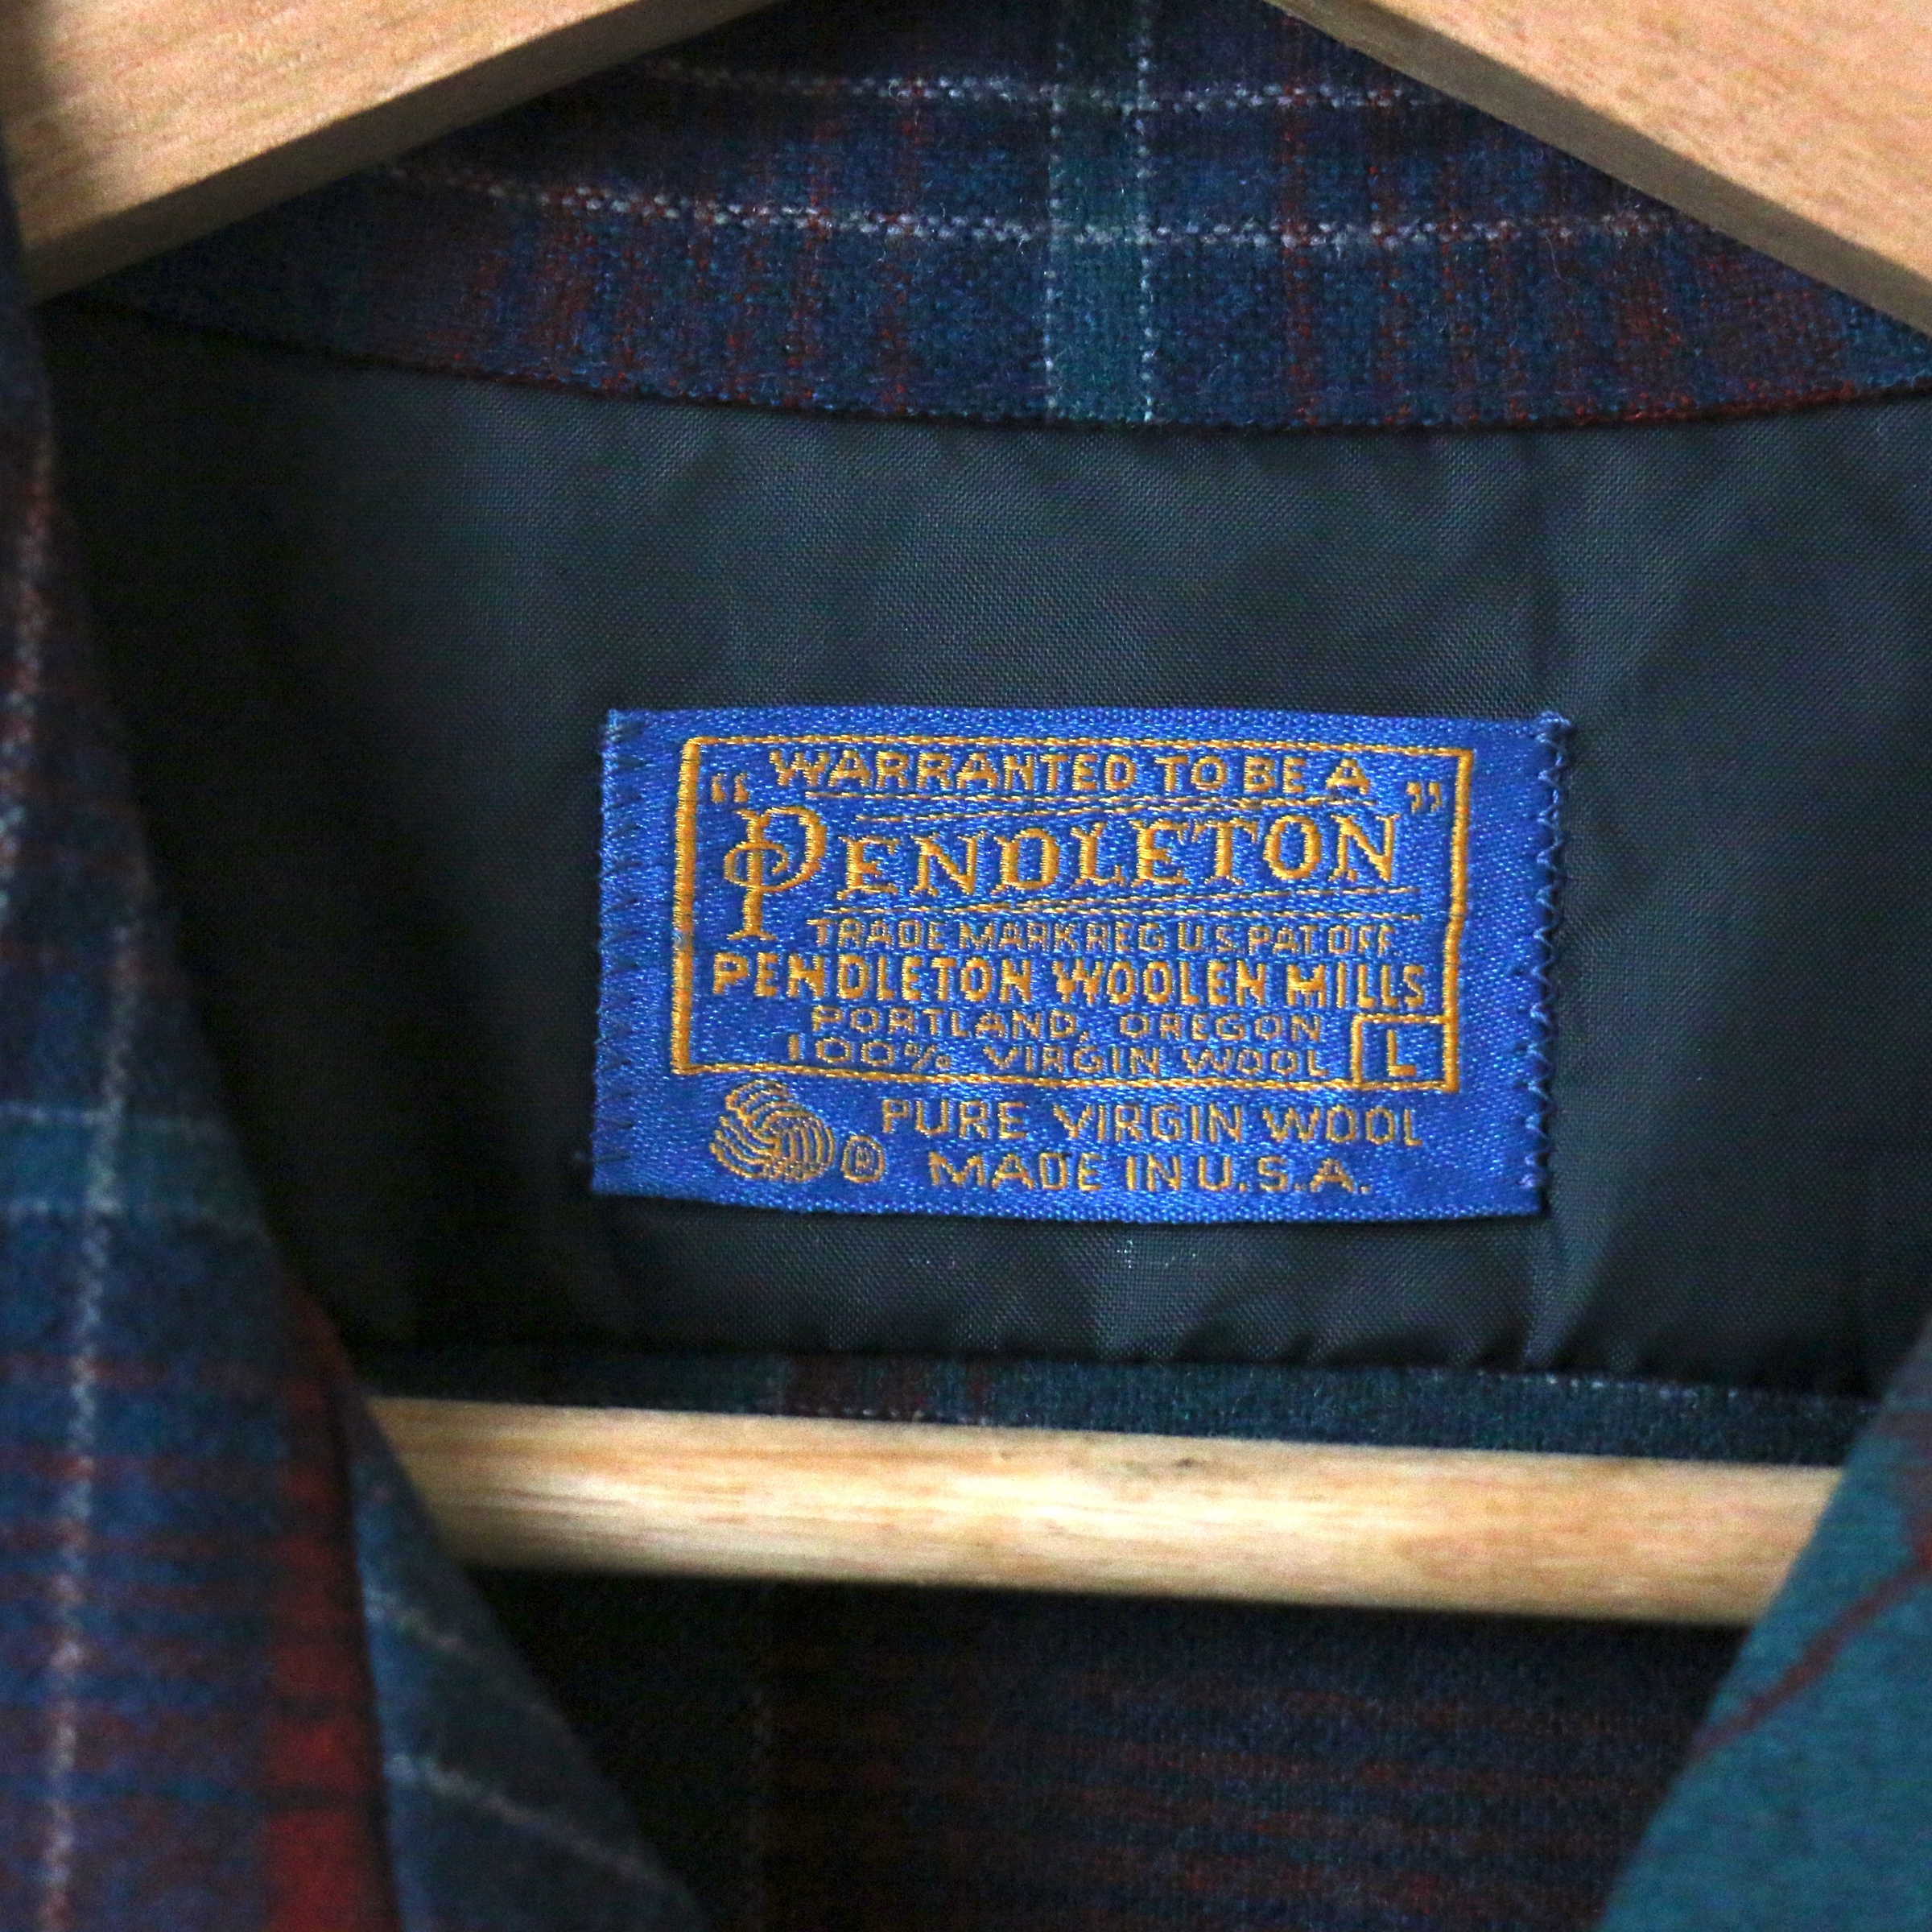 WARRANTED TO BE A
"PENDLETON"
TRADE MARK REG U.S. PAT OFF.
PENDLETON WOOLEN MILLS
PORTLAND, OREGON
100% VIRGIN WOOL L
® PURE VIRGIN WOOL
MADE IN U.S.A.